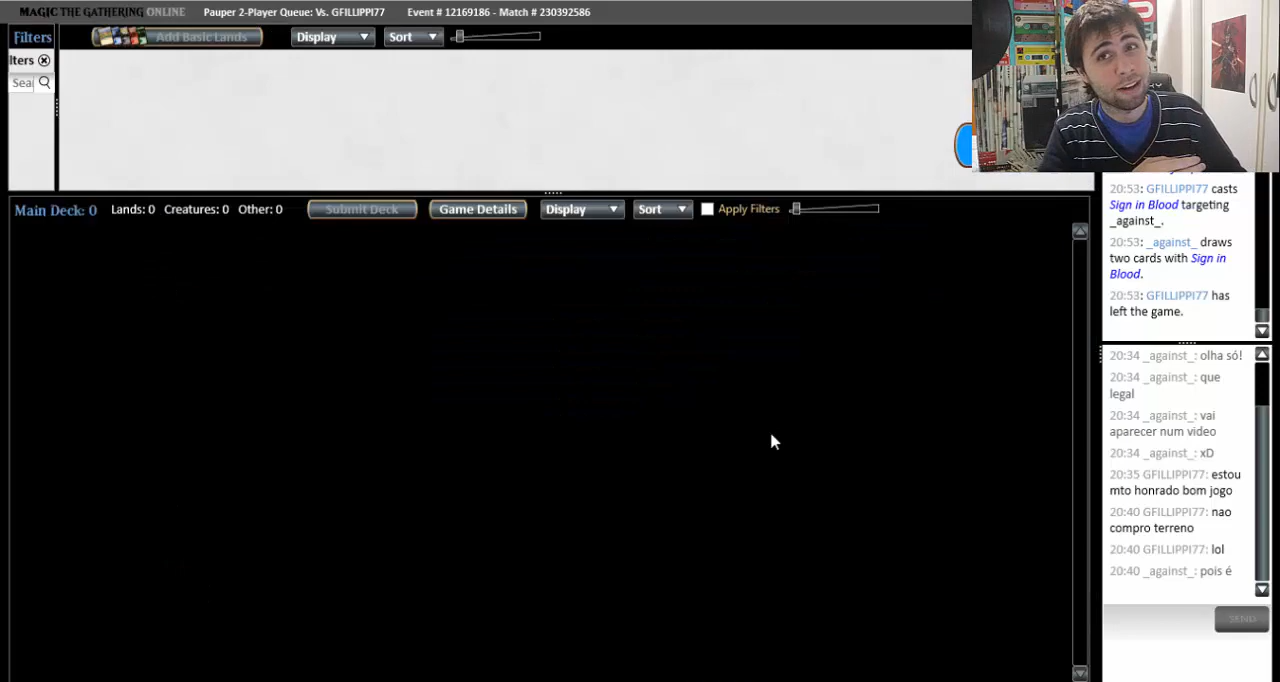 MAGIC THE GATHERING ONLINE Pauper 2-Player Queue: Vs. GFILLIPPI77 Event # 12169186 - Match # 230392586
Filters Add Basic Lands Display Sort
lters
Sea
Main Deck: 0 Lands: 0 Creatures: 0 Other: 0 Submit Deck Game Details Display Sort Apply Filters
20:53: GFILLIPPI77 casts
Sign in Blood targeting
_against_.
20:53: _against_ draws
two cards with Sign in
Blood.
20:53: GFILLIPPI77 has
left the game.
20:34 _against_: olha só!
20:34 _against_: que
legal
20:34 _against_: vai
aparecer num video
20:34 _against_: xD
20:35 GFILLIPPI77: estou
mto honrado bom jogo
20:40 GFILLIPPI77: nao
compro terreno
20:40 GFILLIPPI77: lol
20:40 _against_: pois é
SEND